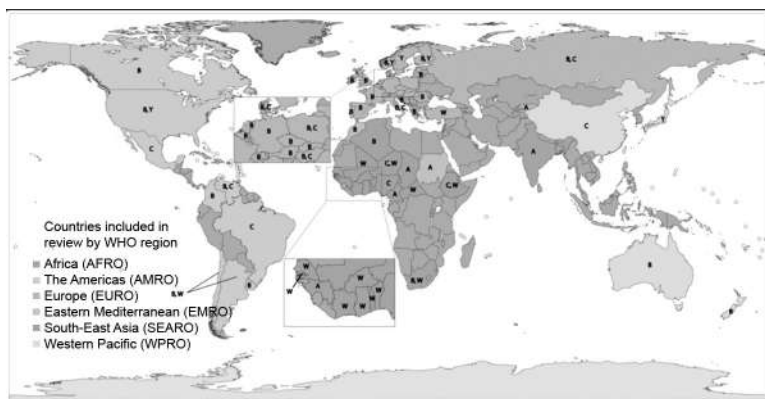 B
B,Y
C
B,C
B
C
B,W
B
B,C
B
B
B,C
B
B,C
W
A
W
W
W
W
W
W
B
W
C,W
A
A
C
A
W
C,W
B,W
B,C
A
A
C
Y
B
B
Countries included in
review by WHO region
Africa (AFRO)
The Americas (AMRO)
Europe (EURO)
Eastern Mediterranean (EMRO)
South-East Asia (SEARO)
Western Pacific (WPRO)